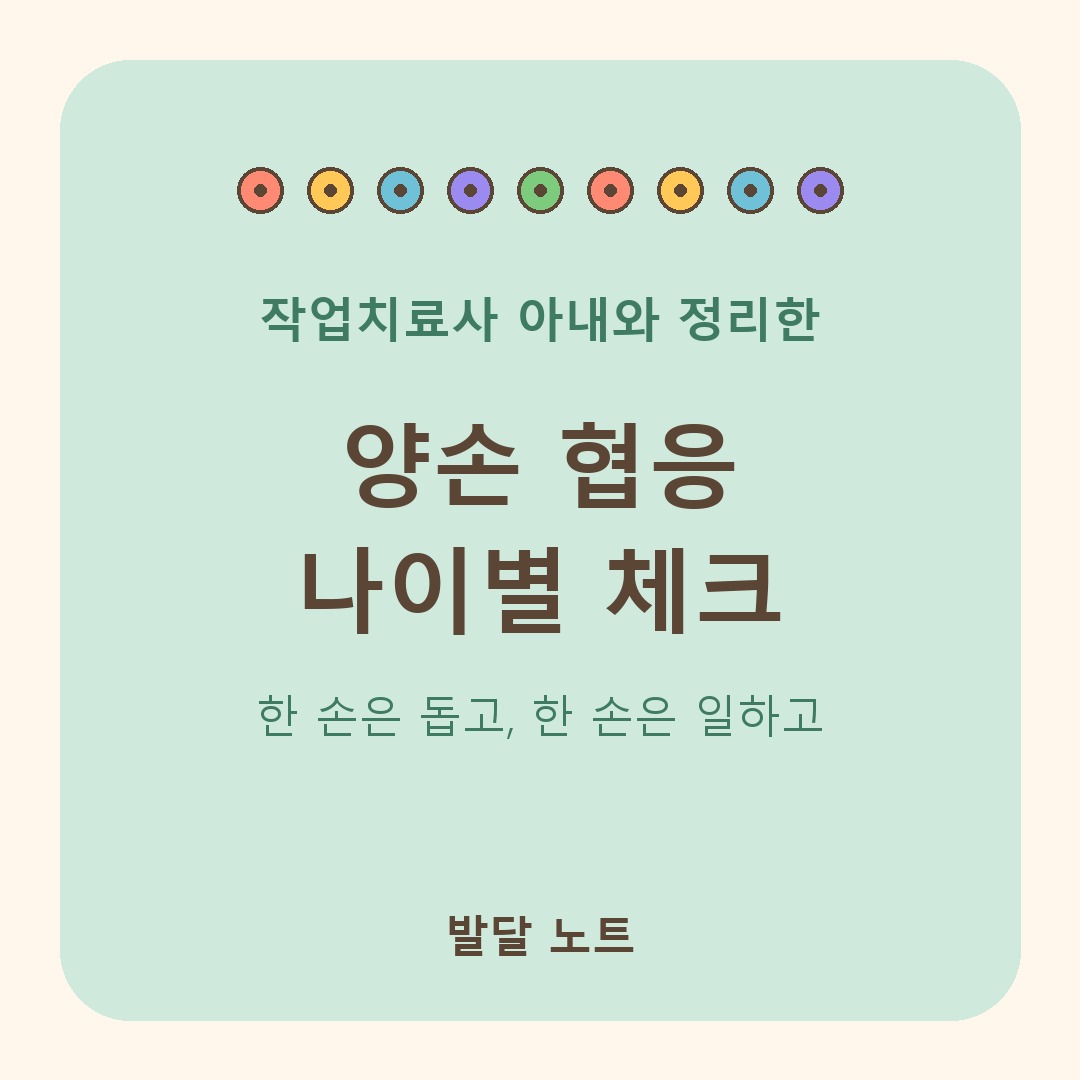 작업치료사 아내와 정리한
양손 협응
나이별 체크
한 손은 돕고, 한 손은 일하고
발달 노트